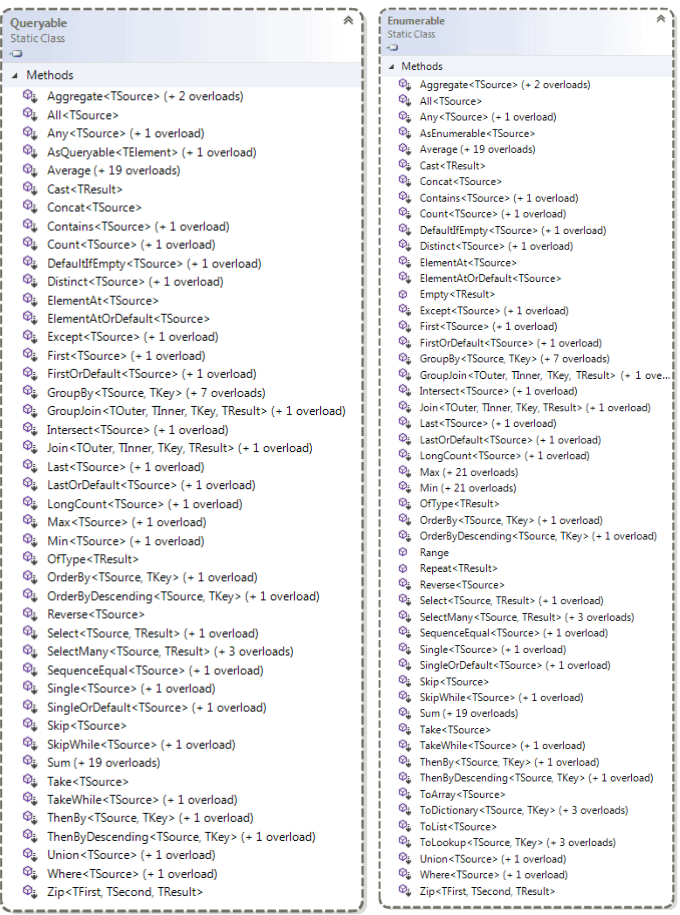 Queryable
Static Class
Methods
Aggregate<TSource> (+ 2 overloads)
All<TSource>
Any<TSource> (+ 1 overload)
AsQueryable<TElement> (+ 1 overload)
Average (+ 19 overloads)
Cast<TResult>
Concat<TSource>
Contains<TSource> (+ 1 overload)
Count<TSource> (+ 1 overload)
DefaultIfEmpty<TSource> (+ 1 overload)
Distinct<TSource> (+ 1 overload)
ElementAt<TSource>
ElementAtOrDefault<TSource>
Except<TSource> (+ 1 overload)
First<TSource> (+ 1 overload)
FirstOrDefault<TSource> (+ 1 overload)
GroupBy<TSource, TKey> (+ 7 overloads)
GroupJoin<TOuter, TInner, TKey, TResult> (+ 1 overload)
Intersect<TSource> (+ 1 overload)
Join<TOuter, TInner, TKey, TResult> (+ 1 overload)
Last<TSource> (+ 1 overload)
LastOrDefault<TSource> (+ 1 overload)
LongCount<TSource> (+ 1 overload)
Max<TSource> (+ 1 overload)
Min<TSource> (+ 1 overload)
OfType<TResult>
OrderBy<TSource, TKey> (+ 1 overload)
OrderByDescending<TSource, TKey> (+ 1 overload)
Reverse<TSource>
Select<TSource, TResult> (+ 1 overload)
SelectMany<TSource, TResult> (+ 3 overloads)
SequenceEqual<TSource> (+ 1 overload)
Single<TSource> (+ 1 overload)
SingleOrDefault<TSource> (+ 1 overload)
Skip<TSource>
SkipWhile<TSource> (+ 1 overload)
Sum (+ 19 overloads)
Take<TSource>
TakeWhile<TSource> (+ 1 overload)
ThenBy<TSource, TKey> (+ 1 overload)
ThenByDescending<TSource, TKey> (+ 1 overload)
Union<TSource> (+ 1 overload)
Where<TSource> (+ 1 overload)
Zip<TFirst, TSecond, TResult>
Enumerable
Static Class
Methods
Aggregate<TSource> (+ 2 overloads)
All<TSource>
Any<TSource> (+ 1 overload)
AsEnumerable<TSource>
Average (+ 19 overloads)
Cast<TResult>
Concat<TSource>
Contains<TSource> (+ 1 overload)
Count<TSource> (+ 1 overload)
DefaultIfEmpty<TSource> (+ 1 overload)
Distinct<TSource> (+ 1 overload)
ElementAt<TSource>
ElementAtOrDefault<TSource>
Empty<TResult>
Except<TSource> (+ 1 overload)
First<TSource> (+ 1 overload)
FirstOrDefault<TSource> (+ 1 overload)
GroupBy<TSource, TKey> (+ 7 overloads)
GroupJoin<TOuter, TInner, TKey, TResult> (+ 1 ove...
Intersect<TSource> (+ 1 overload)
Join<TOuter, TInner, TKey, TResult> (+ 1 overload)
Last<TSource> (+ 1 overload)
LastOrDefault<TSource> (+ 1 overload)
LongCount<TSource> (+ 1 overload)
Max (+ 21 overloads)
Min (+ 21 overloads)
OfType<TResult>
OrderBy<TSource, TKey> (+ 1 overload)
OrderByDescending<TSource, TKey> (+ 1 overload)
Range
Repeat<TResult>
Reverse<TSource>
Select<TSource, TResult> (+ 1 overload)
SelectMany<TSource, TResult> (+ 3 overloads)
SequenceEqual<TSource> (+ 1 overload)
Single<TSource> (+ 1 overload)
SingleOrDefault<TSource> (+ 1 overload)
Skip<TSource>
SkipWhile<TSource> (+ 1 overload)
Sum (+ 19 overloads)
Take<TSource>
TakeWhile<TSource> (+ 1 overload)
ThenBy<TSource, TKey> (+ 1 overload)
ThenByDescending<TSource, TKey> (+ 1 overload)
ToArray<TSource>
ToDictionary<TSource, TKey> (+ 3 overloads)
ToList<TSource>
ToLookup<TSource, TKey> (+ 3 overloads)
Union<TSource> (+ 1 overload)
Where<TSource> (+ 1 overload)
Zip<TFirst, TSecond, TResult>